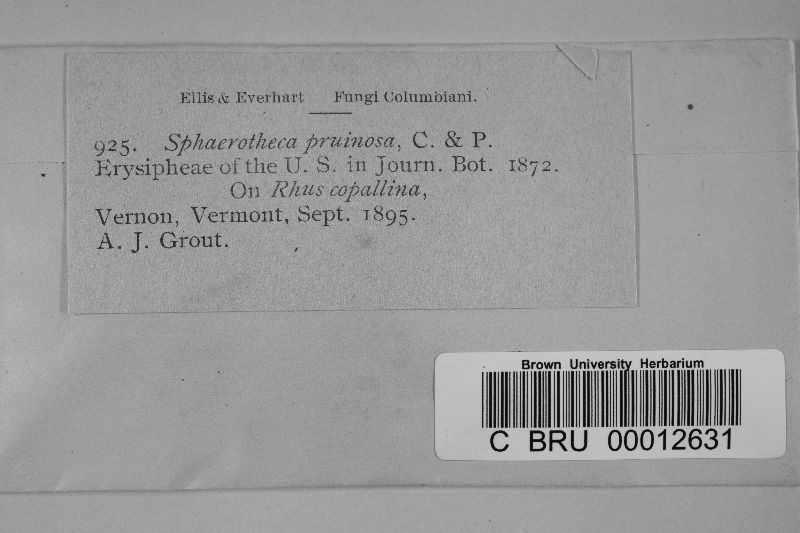 Ellis & Everhart Fungi Columbiani.
925. Sphaerotheca pruinosa, C. & P.
Erysipheae of the U. S. in Journ. Bot. 1872.
On Rhus copallina,
Vernon, Vermont, Sept. 1895.
A. J. Grout.
Brown University Herbarium
C BRU 00012631